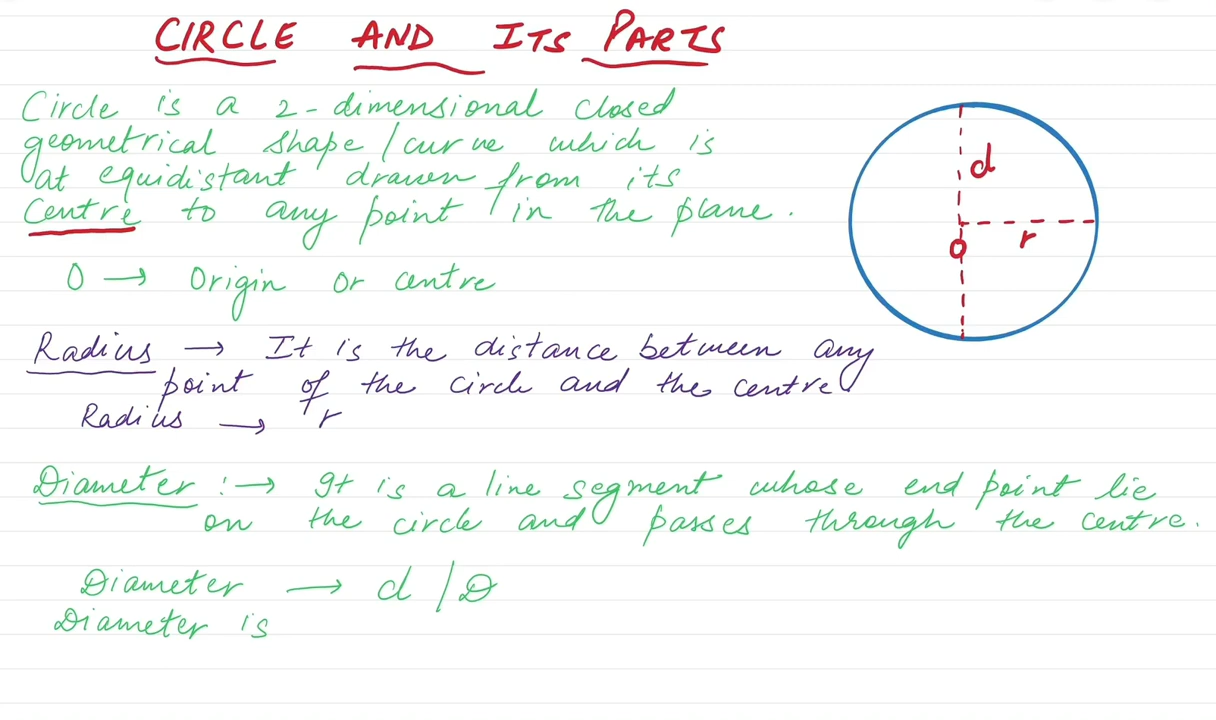 CIRCLE AND ITS PARTS
Circle is a 2-dimensional closed
geometrical shape/curve which is
at equidistant drawn from its
Centre to any point in the plane.
d
r
O
O → Origin or centre
Radius → It is the distance between any
point of the circle and the centre
Radius → r
Diameter :→ It is a line segment whose end point lie
on the circle and passes through the centre.
Diameter → d/D
Diameter is